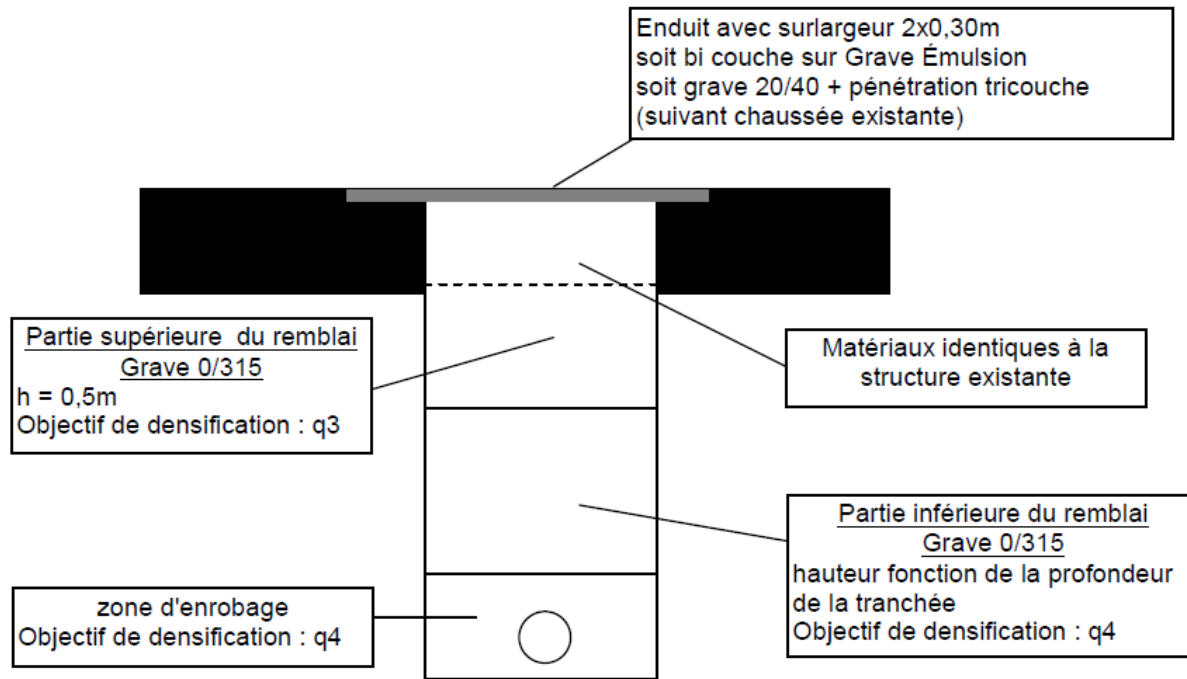 Enduit avec surlargeur 2x0,30m
soit bi couche sur Grave Émulsion
soit grave 20/40 + pénétration tricouche
(suivant chaussée existante)
Partie supérieure du remblai
Grave 0/315
h = 0,5m
Objectif de densification : q3
Matériaux identiques à la
structure existante
Partie inférieure du remblai
Grave 0/315
hauteur fonction de la profondeur
de la tranchée
Objectif de densification : q4
zone d'enrobage
Objectif de densification : q4